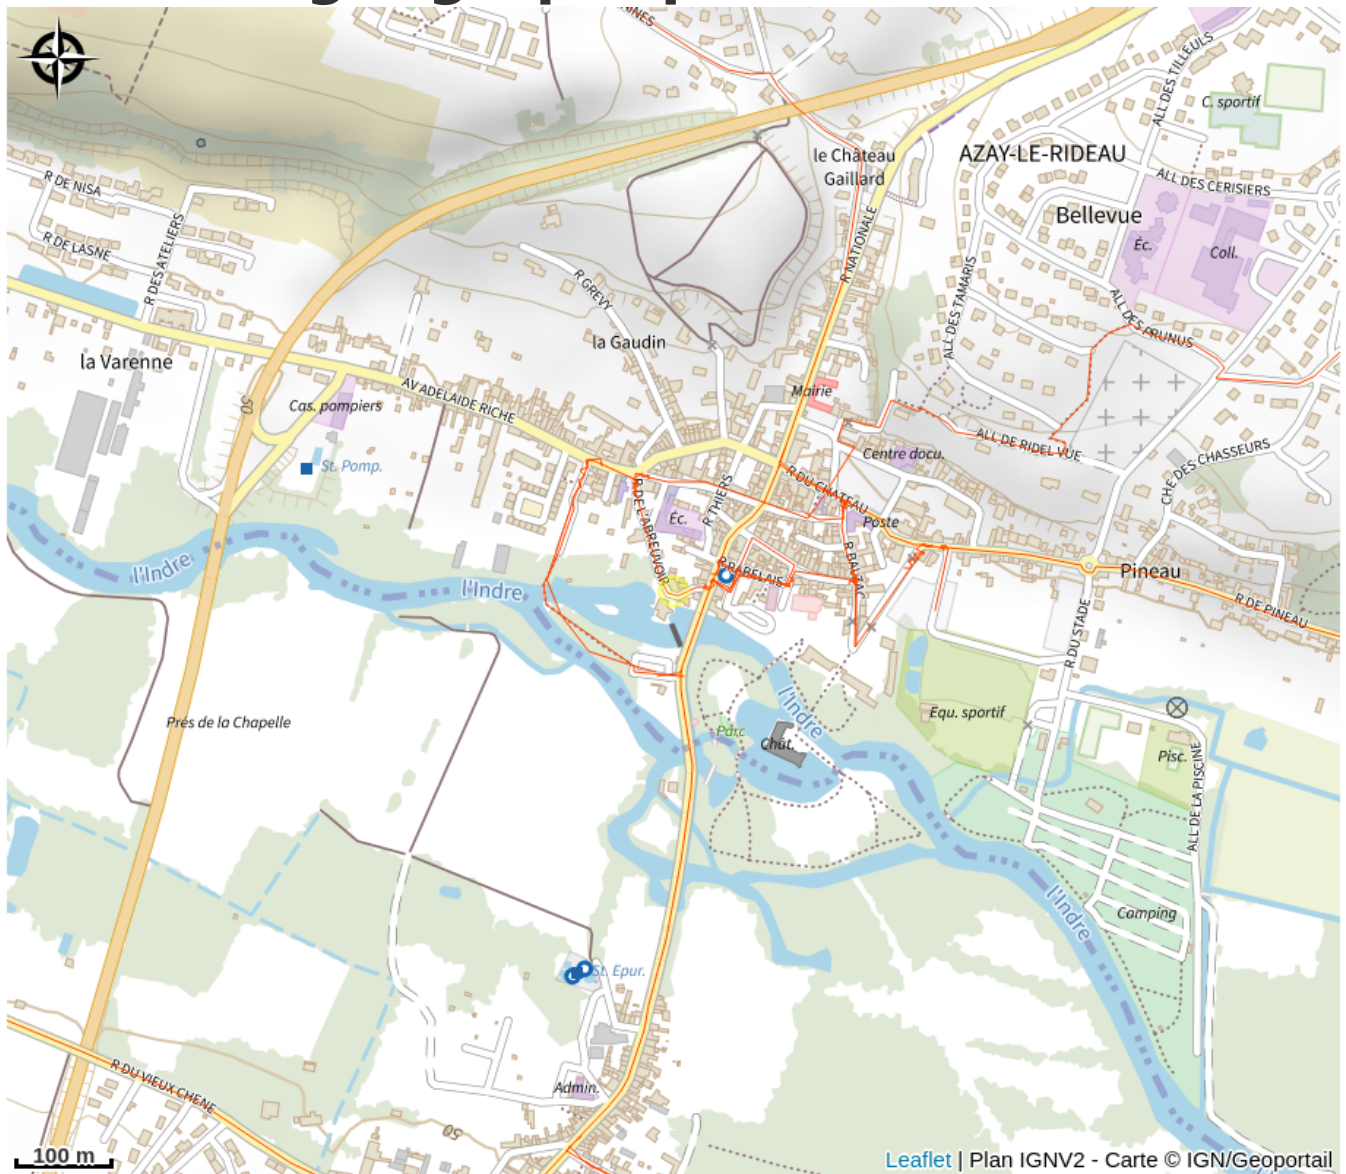 C. sportif
ALL DES TILLEULS
le Château
Gaillard
AZAY-LE-RIDEAU
R DE NISA
ALL DES CERISIERS
Bellevue
R DE LASNE
R DES ATELIERS
R NATIONALE
Éc.
Coll.
R GREVY
ALL DES TAMARIS
ALL DES PRUNUS
la Gaudin
la Varenne
AV ADELAIDE RICHE
Mairie
50
Cas. pompiers
ALL DE RIDEL VUE
Centre docu.
CHE DES CHASSEURS
St. Pomp.
R DU CHATEAU
R THIERS
R DE L'ABREUVOIR
Éc.
Poste
l'Indre
l'Indre
R RABELAIS
R BALZAC
Pineau
R DE PINEAU
R DU STADE
l'Indre
Prés de la Chapelle
Parc
Chât.
Equ. sportif
Pisc.
ALL DE LA PISCINE
l'Indre
Camping
St. Epur.
R DU VIEUX CHENE
Admin.
50
100 m
Leaflet | Plan IGNV2 - Carte © IGN/Geoportail